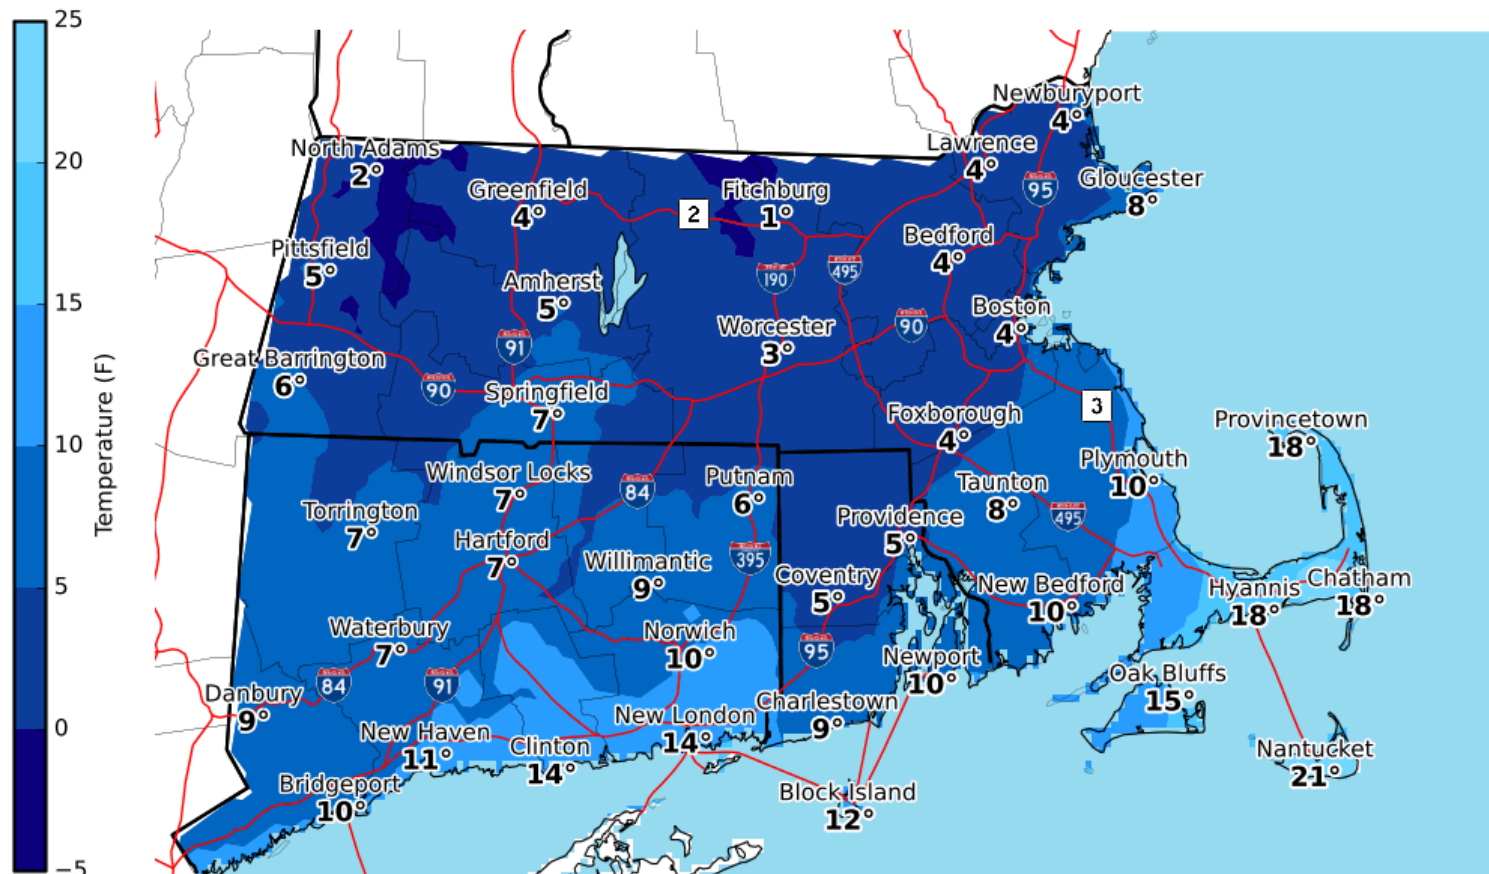 25
20
15
10
5
0
−5
Temperature (F)
Newburyport
4°
North Adams
2°
Lawrence
4°
Greenfield
4°
Fitchburg
1°
Gloucester
8°
95
2
Pittsfield
5°
Bedford
4°
190
495
Amherst
5°
Boston
4°
Worcester
3°
90
91
Great Barrington
6°
90
Springfield
7°
3
Foxborough
4°
Provincetown
18°
Windsor Locks
7°
84
Putnam
6°
Plymouth
10°
Taunton
8°
Torrington
7°
Providence
5°
495
Hartford
7°
Willimantic
9°
395
Coventry
5°
New Bedford
10°
Hyannis
18°
Chatham
18°
Waterbury
7°
Norwich
10°
95
Newport
10°
84
91
Danbury
9°
Oak Bluffs
15°
Charlestown
9°
New London
14°
New Haven
11°
Clinton
14°
Nantucket
21°
Bridgeport
10°
Block Island
12°